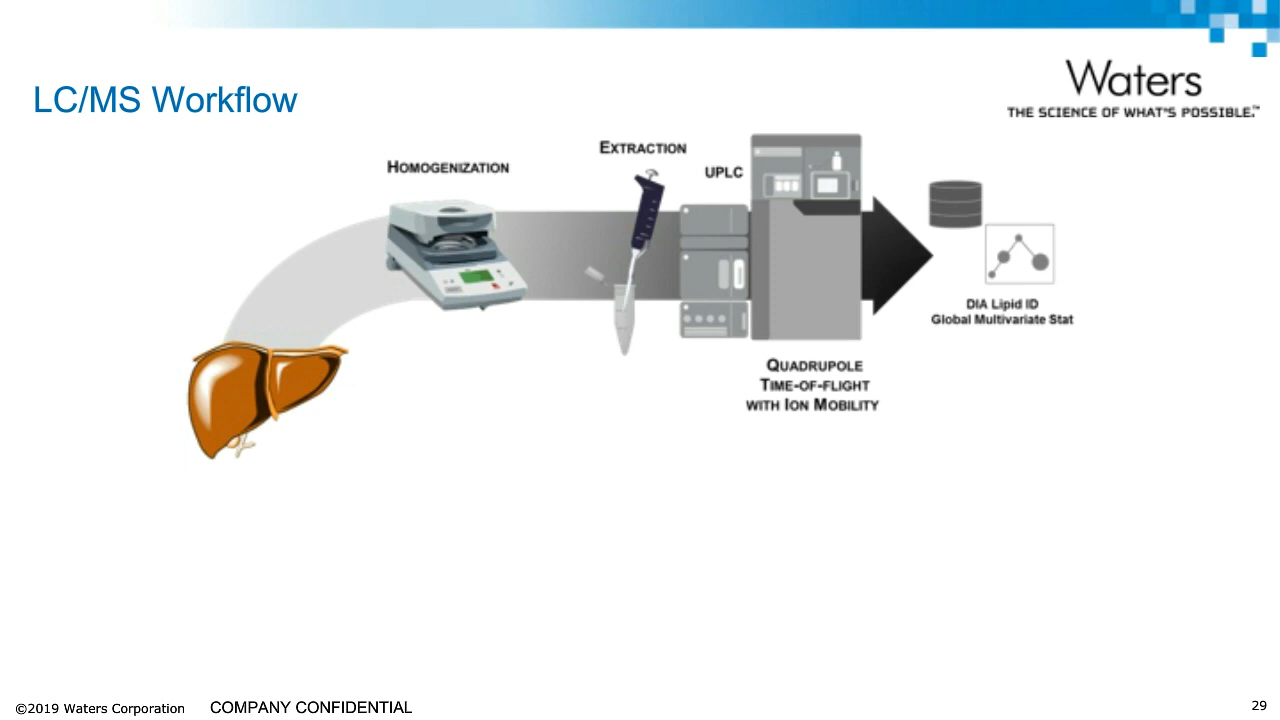 Waters
THE SCIENCE OF WHAT'S POSSIBLE.™
LC/MS Workflow
HOMOGENIZATION
EXTRACTION
UPLC
DIA Lipid ID
Global Multivariate Stat
QUADRUPOLE
TIME-OF-FLIGHT
WITH ION MOBILITY
©2019 Waters Corporation COMPANY CONFIDENTIAL
29